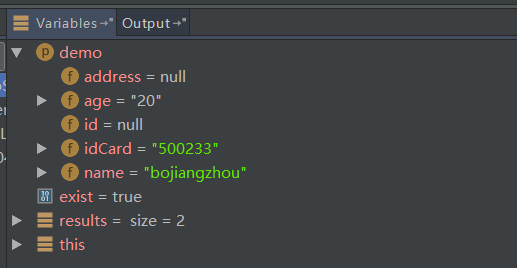 Variables Output
demo
address = null
age = "20"
id = null
idCard = "500233"
name = "bojiangzhou"
exist = true
results = size = 2
this